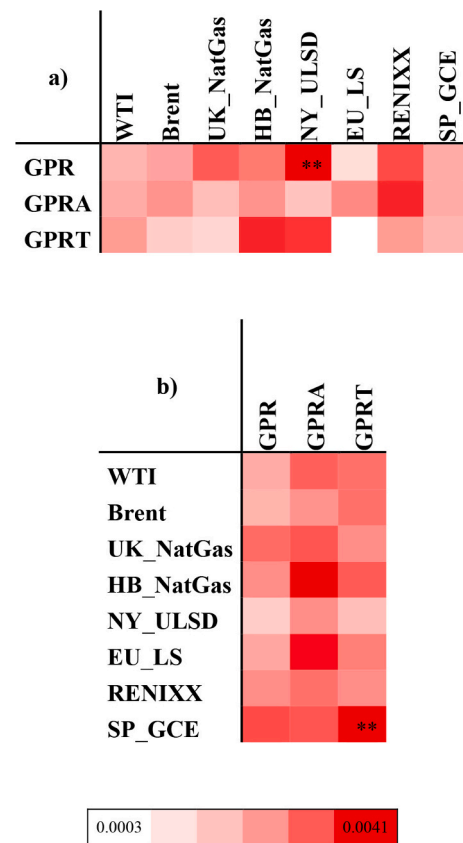 a)
WTI
Brent
UK_NatGas
HB_NatGas
NY_ULSD
EU_LS
RENIXX
SP_GCE
GPR
**
GPRA
GPRT
b)
GPR
GPRA
GPRT
WTI
Brent
UK_NatGas
HB_NatGas
NY_ULSD
EU_LS
RENIXX
SP_GCE
**
0.0003
0.0041